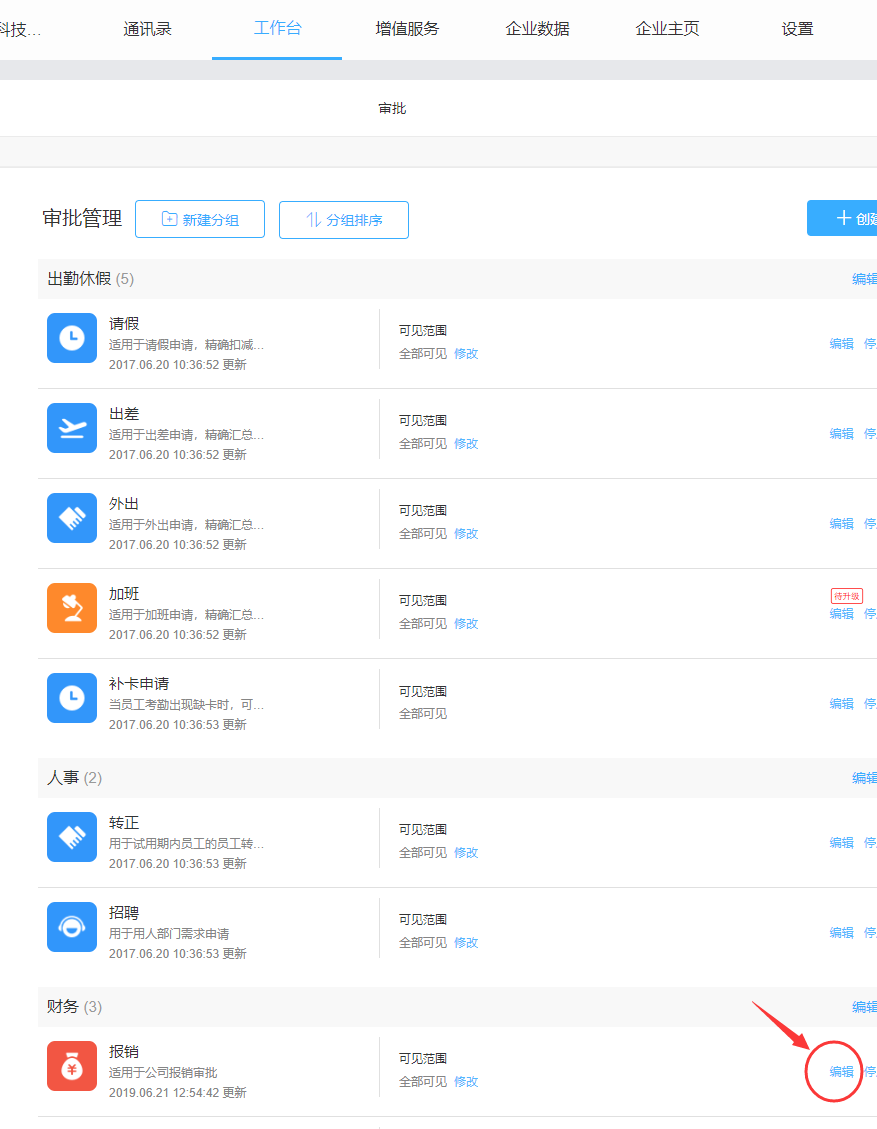 科技...
通讯录
工作台
增值服务
企业数据
企业主页
设置
审批
审批管理
新建分组
分组排序
创建
出勤休假 (5)
编辑
请假
适用于请假申请，精确扣减...
2017.06.20 10:36:52 更新
可见范围
全部可见 修改
编辑 停
出差
适用于出差申请，精确汇总...
2017.06.20 10:36:52 更新
可见范围
全部可见 修改
编辑 停
外出
适用于外出申请，精确汇总...
2017.06.20 10:36:52 更新
可见范围
全部可见 修改
编辑 停
加班
适用于加班申请，精确汇总...
2017.06.20 10:36:52 更新
可见范围
全部可见 修改
待升级
编辑 停
补卡申请
当员工考勤出现缺卡时，可...
2017.06.20 10:36:53 更新
可见范围
全部可见
编辑 停
人事 (2)
编辑
转正
用于试用期内员工的员工转...
2017.06.20 10:36:53 更新
可见范围
全部可见 修改
编辑 停
招聘
用于用人部门需求申请
2017.06.20 10:36:53 更新
可见范围
全部可见 修改
编辑 停
财务 (3)
编辑
报销
适用于公司报销审批
2019.06.21 12:54:42 更新
可见范围
全部可见 修改
编辑 停